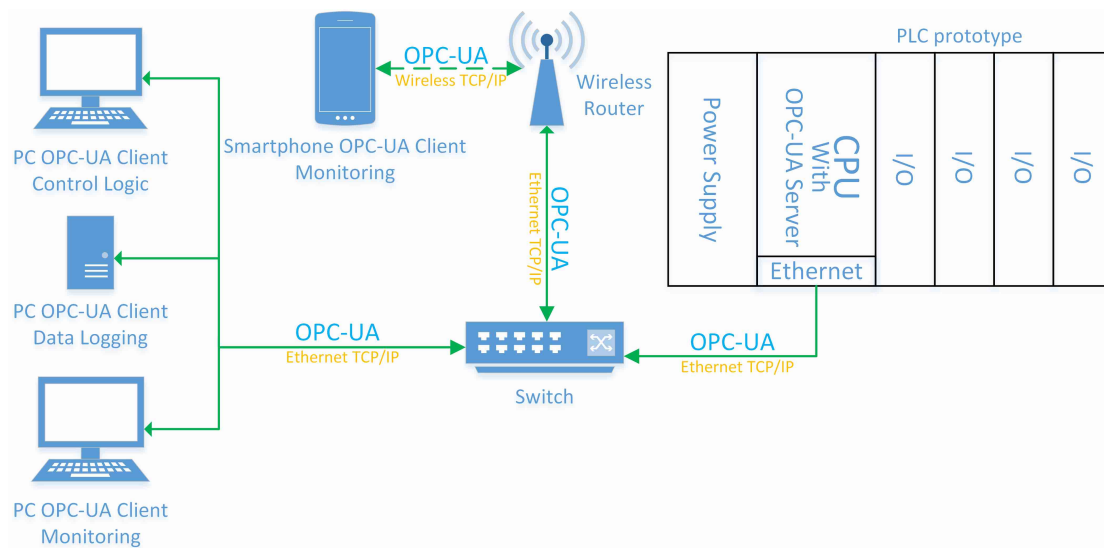 PC OPC-UA Client
Control Logic
PC OPC-UA Client
Data Logging
PC OPC-UA Client
Monitoring
Smartphone OPC-UA Client
Monitoring
OPC-UA
Wireless TCP/IP
Wireless
Router
OPC-UA
Ethernet TCP/IP
OPC-UA
Ethernet TCP/IP
Switch
OPC-UA
Ethernet TCP/IP
PLC prototype
Power Supply
CPU
With
OPC-UA Server
Ethernet
I/O
I/O
I/O
I/O